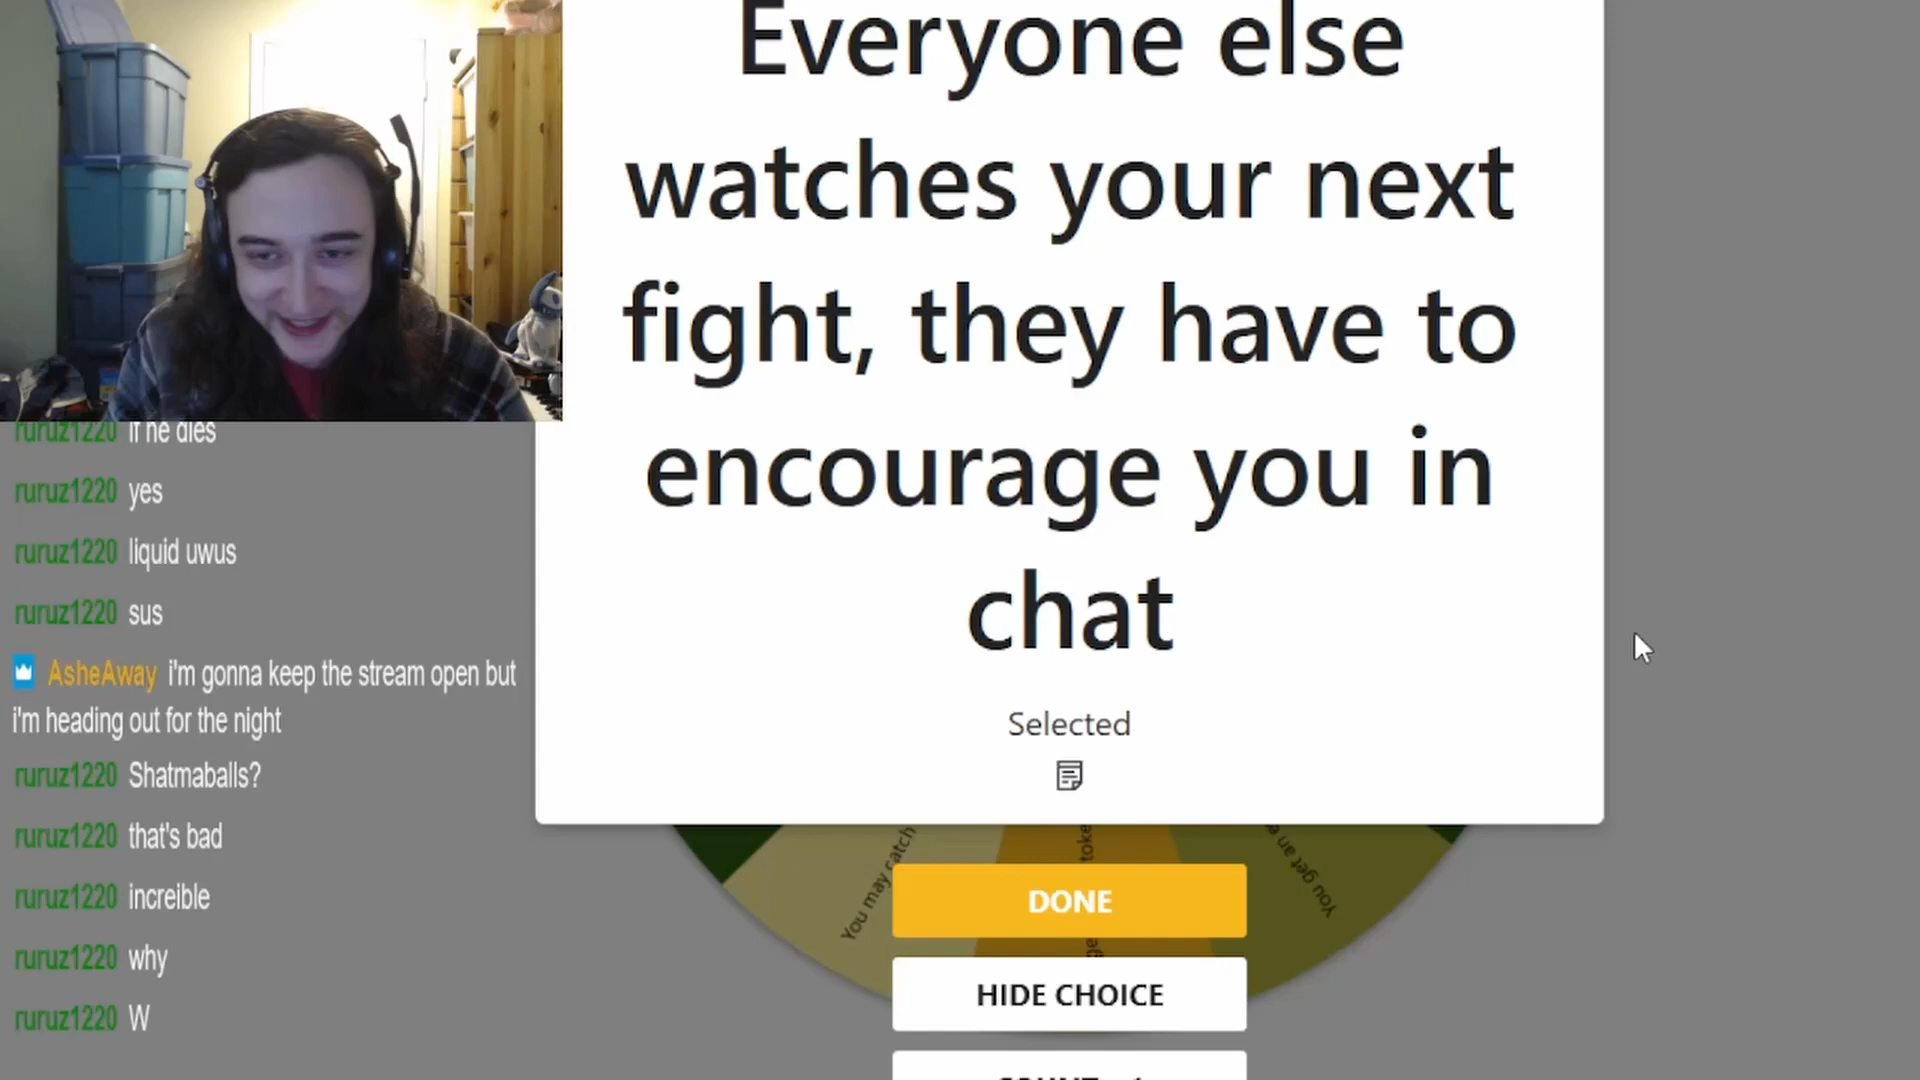 Everyone else
watches your next
fight, they have to
encourage you in
chat
Selected
ruruz1220 if he dies
ruruz1220 yes
ruruz1220 liquid uwus
ruruz1220 sus
AsheAway i'm gonna keep the stream open but
i'm heading out for the night
ruruz1220 Shatmaballs?
ruruz1220 that's bad
ruruz1220 increible
ruruz1220 why
ruruz1220 W
You may catch
toke
You get an e
DONE
HIDE CHOICE